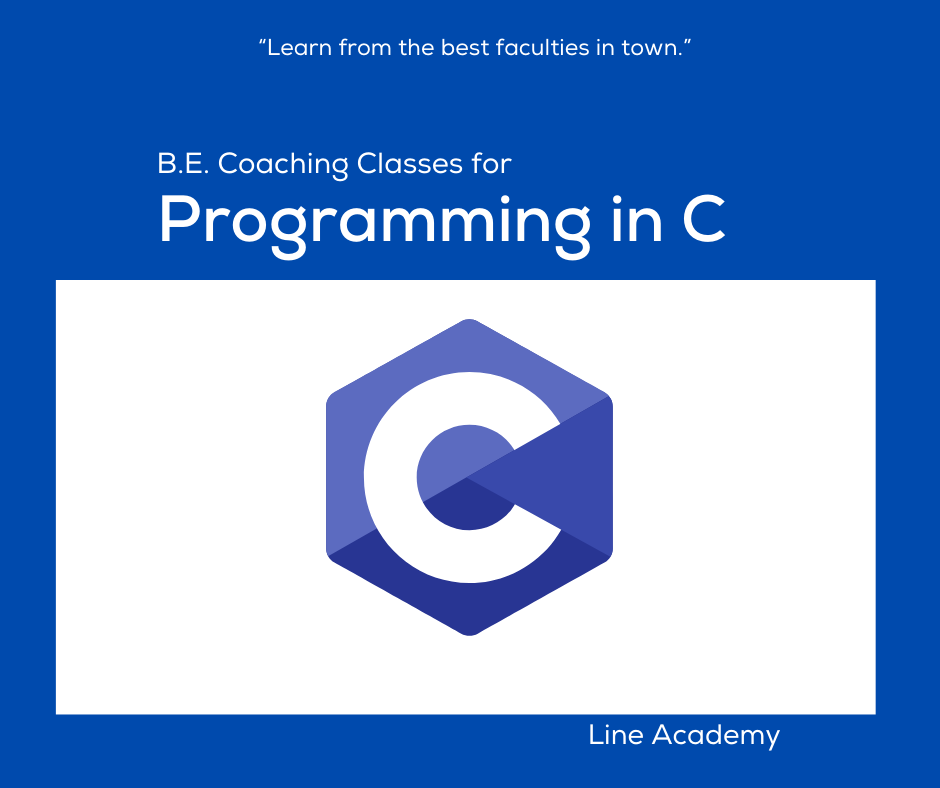 “Learn from the best faculties in town.”
B.E. Coaching Classes for
Programming in C
C
Line Academy